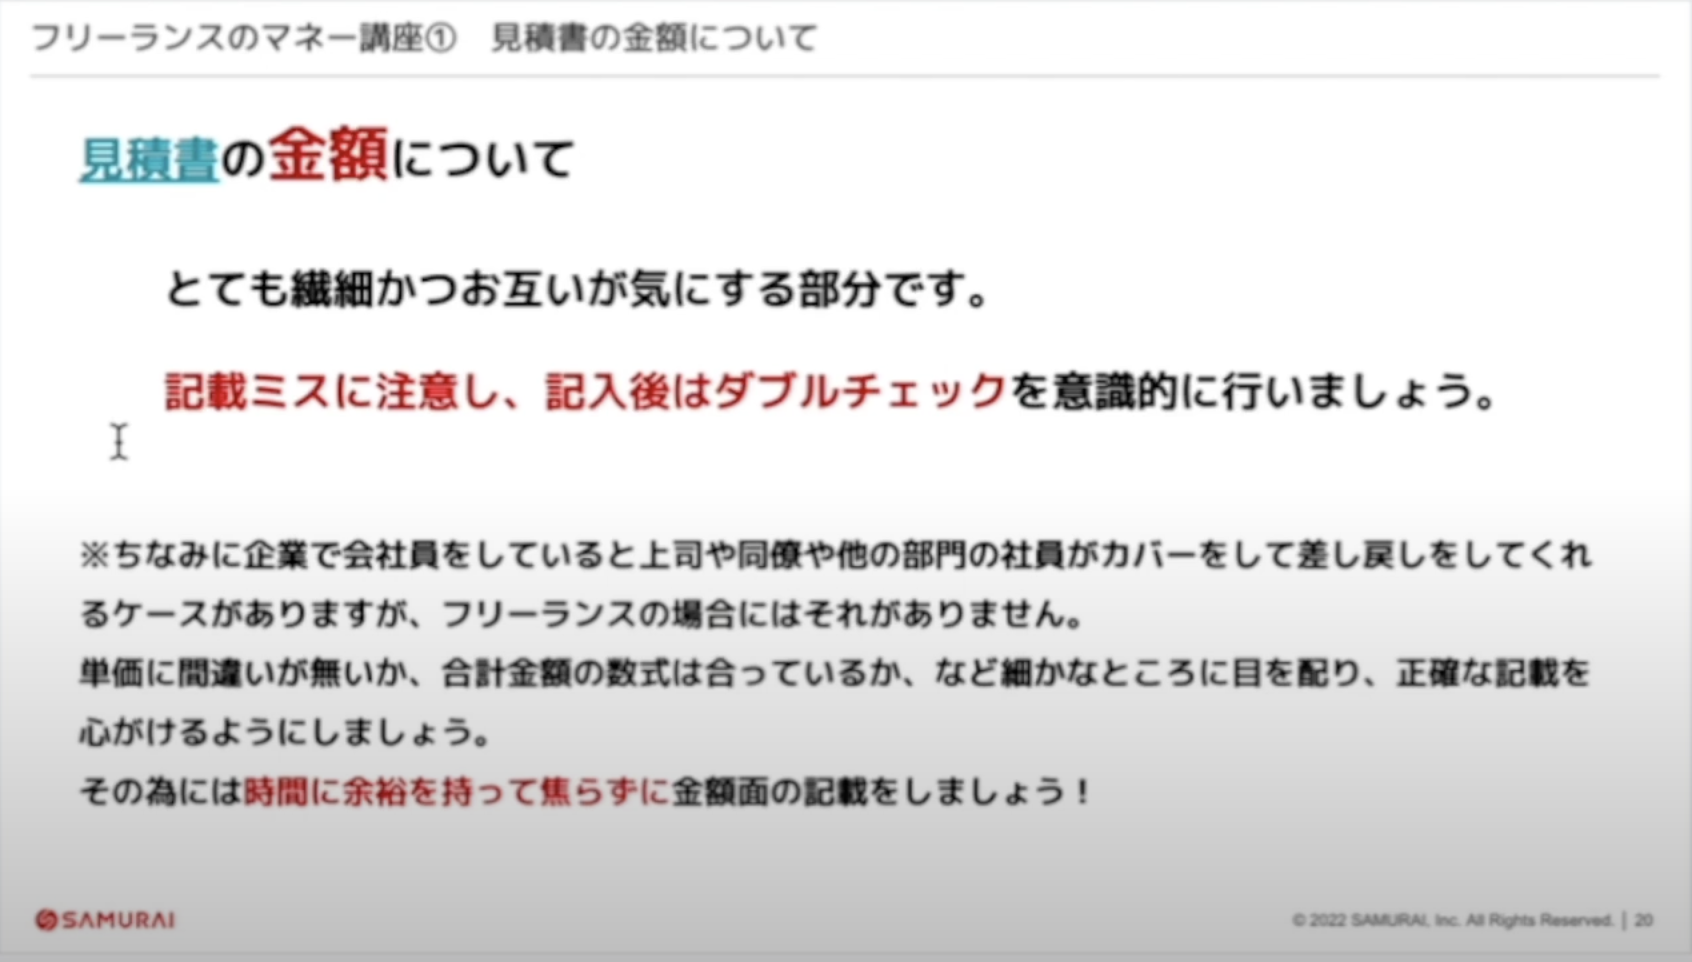 フリーランスのマネー講座①　見積書の金額について
見積書の金額について
とても繊細かつお互いが気にする部分です。
記載ミスに注意し、記入後はダブルチェックを意識的に行いましょう。
※ちなみに企業で会社員をしていると上司や同僚や他の部門の社員がカバーをして差し戻しをしてくれ
るケースがありますが、フリーランスの場合にはそれがありません。
単価に間違いが無いか、合計金額の数式は合っているか、など細かなところに目を配り、正確な記載を
心がけるようにしましょう。
その為には時間に余裕を持って焦らずに金額面の記載をしましょう！
SAMURAI
© 2022 SAMURAI, Inc. All Rights Reserved. | 20